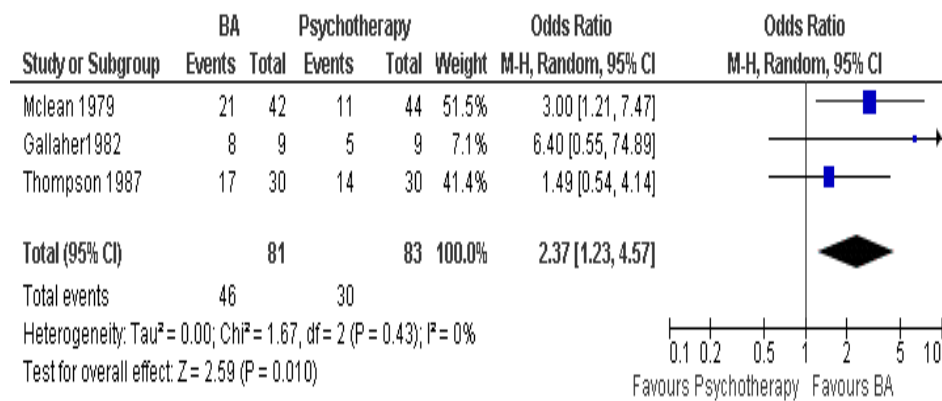 BA Psychotherapy Odds Ratio Odds Ratio
Study or Subgroup Events Total Events Total Weight M-H, Random, 95% CI M-H, Random, 95% CI
Mclean 1979 21 42 11 44 51.5% 3.00 [1.21, 7.47]
Gallaher1982 8 9 5 9 7.1% 6.40 [0.55, 74.89]
Thompson 1987 17 30 14 30 41.4% 1.49 [0.54, 4.14]
Total (95% CI) 81 83 100.0% 2.37 [1.23, 4.57]
Total events 46 30
Heterogeneity: Tau² = 0.00; Chi² = 1.67, df = 2 (P = 0.43); I² = 0%
Test for overall effect: Z = 2.59 (P = 0.010)
0.1 0.2 0.5 1 2 5 10
Favours Psychotherapy Favours BA